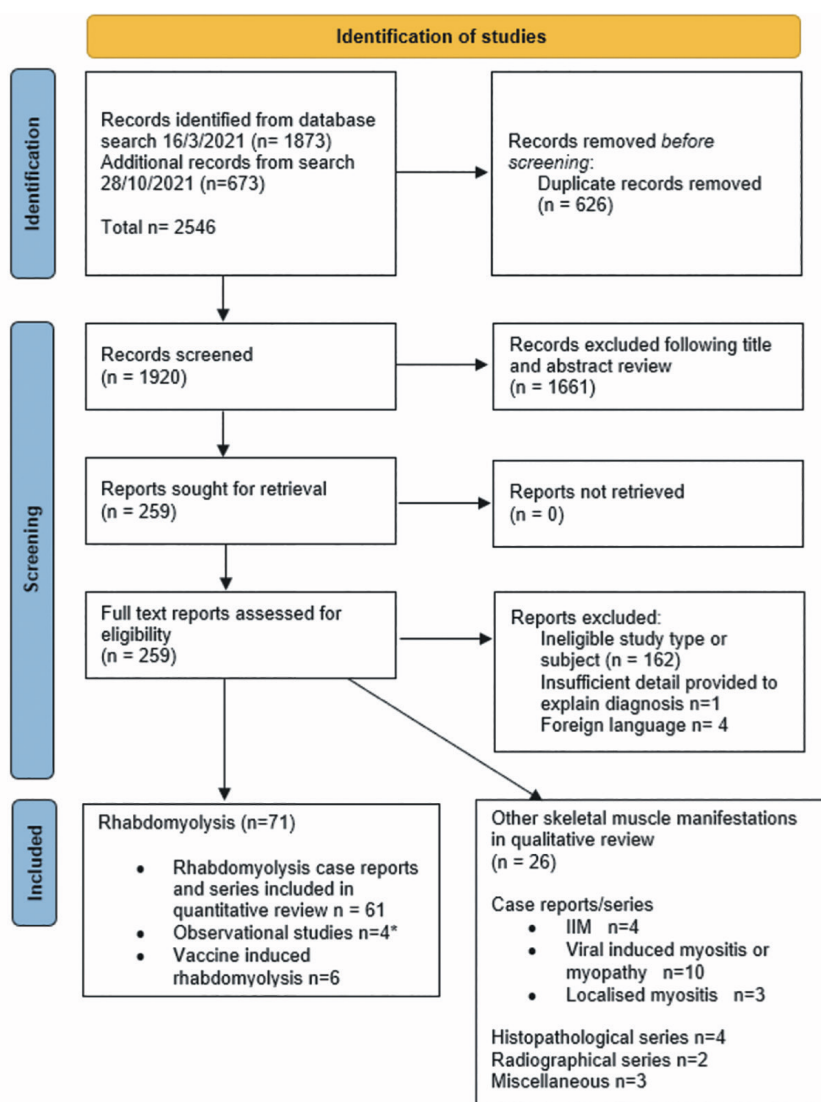 Identification of studies
Identification
Records identified from database
search 16/3/2021 (n= 1873)
Additional records from search
28/10/2021 (n=673)
Total n= 2546
Records removed before
screening:
Duplicate records removed
(n = 626)
Screening
Records screened
(n = 1920)
Records excluded following title
and abstract review
(n = 1661)
Reports sought for retrieval
(n = 259)
Reports not retrieved
(n = 0)
Full text reports assessed for
eligibility
(n = 259)
Reports excluded:
Ineligible study type or
subject (n = 162)
Insufficient detail provided to
explain diagnosis n=1
Foreign language n= 4
Included
Rhabdomyolysis (n=71)
• Rhabdomyolysis case reports
and series included in
quantitative review n = 61
• Observational studies n=4*
• Vaccine induced
rhabdomyolysis n=6
Other skeletal muscle manifestations
in qualitative review
(n = 26)
Case reports/series
• IIM n=4
• Viral induced myositis or
myopathy n=10
• Localised myositis n=3
Histopathological series n=4
Radiographical series n=2
Miscellaneous n=3